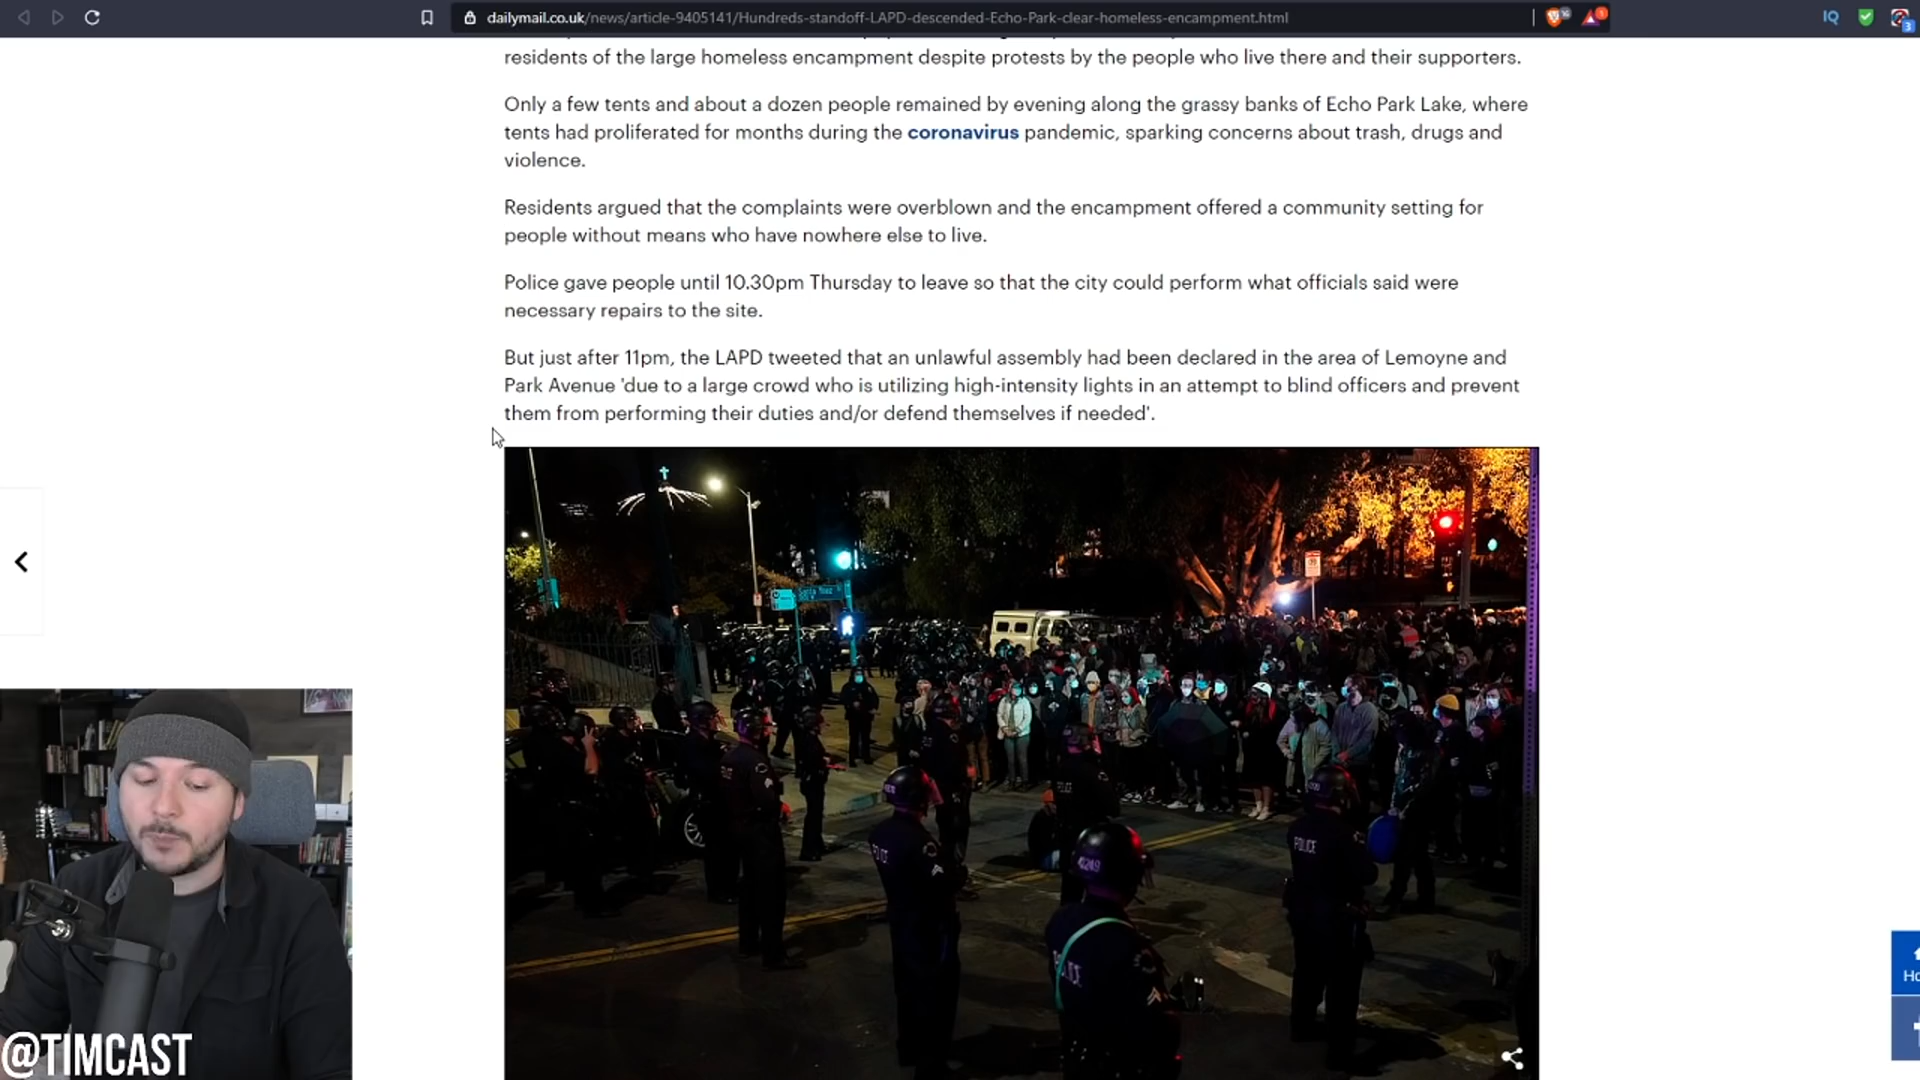 dailymail.co.uk/news/article-9405141/Hundreds-standoff-LAPD-descended-Echo-Park-clear-homeless-encampment.html
IQ
3
residents of the large homeless encampment despite protests by the people who live there and their supporters.
Only a few tents and about a dozen people remained by evening along the grassy banks of Echo Park Lake, where
tents had proliferated for months during the coronavirus pandemic, sparking concerns about trash, drugs and
violence.
Residents argued that the complaints were overblown and the encampment offered a community setting for
people without means who have nowhere else to live.
Police gave people until 10.30pm Thursday to leave so that the city could perform what officials said were
necessary repairs to the site.
But just after 11pm, the LAPD tweeted that an unlawful assembly had been declared in the area of Lemoyne and
Park Avenue 'due to a large crowd who is utilizing high-intensity lights in an attempt to blind officers and prevent
them from performing their duties and/or defend themselves if needed'.
POLICE
Ho
@TIMCAST